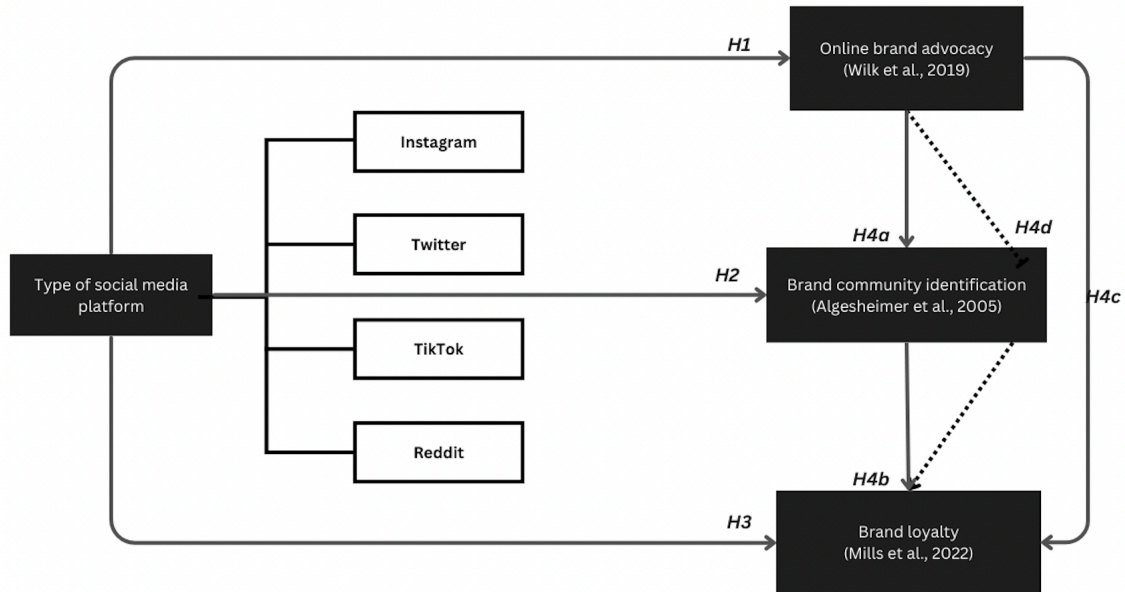 H1
Online brand advocacy
(Wilk et al., 2019)
Instagram
Twitter
H4a
H4d
Type of social media
platform
H2
Brand community identification
(Algesheimer et al., 2005)
H4c
TikTok
Reddit
H4b
H3
Brand loyalty
(Mills et al., 2022)